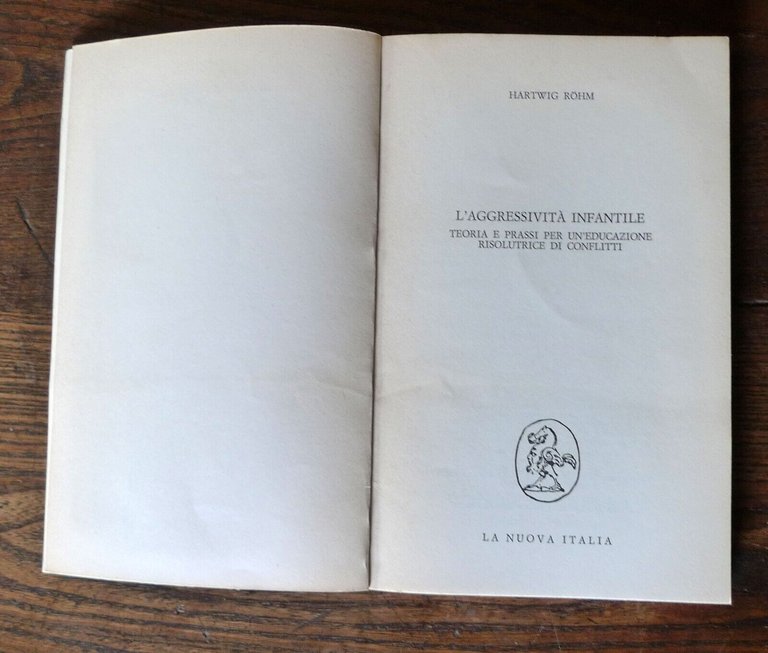 HARTWIG RÖHM
L'AGGRESSIVITÀ INFANTILE
TEORIA E PRASSI PER UN'EDUCAZIONE
RISOLUTRICE DI CONFLITTI
LA NUOVA ITALIA